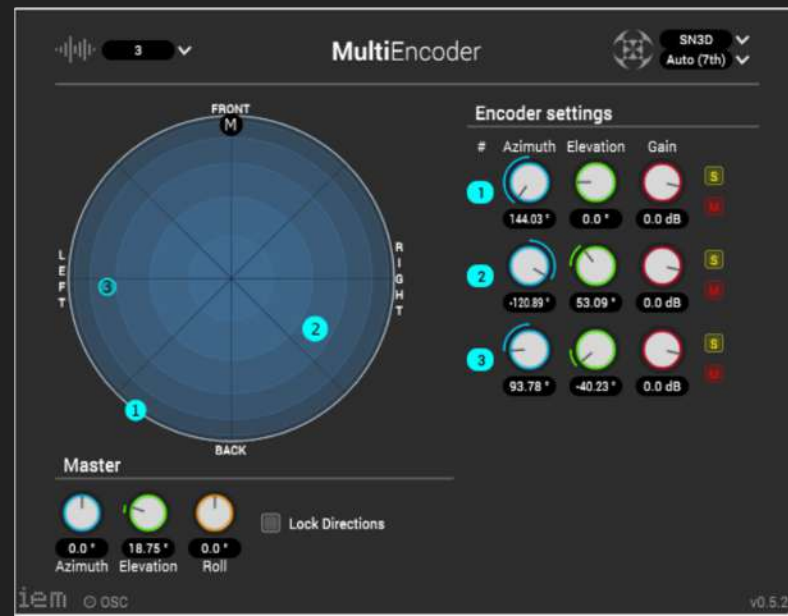 3
MultiEncoder
SN3D
Auto (7th)
FRONT
M
LEFT
RIGHT
3
2
1
BACK
Encoder settings
# Azimuth Elevation Gain
1 S
M
144.03 ° 0.0 ° 0.0 dB
2 S
M
-120.89 ° 53.09 ° 0.0 dB
3 S
M
93.78 ° -40.23 ° 0.0 dB
Master
Lock Directions
0.0 ° 18.75 ° 0.0 °
Azimuth Elevation Roll
iem OSC v0.5.2